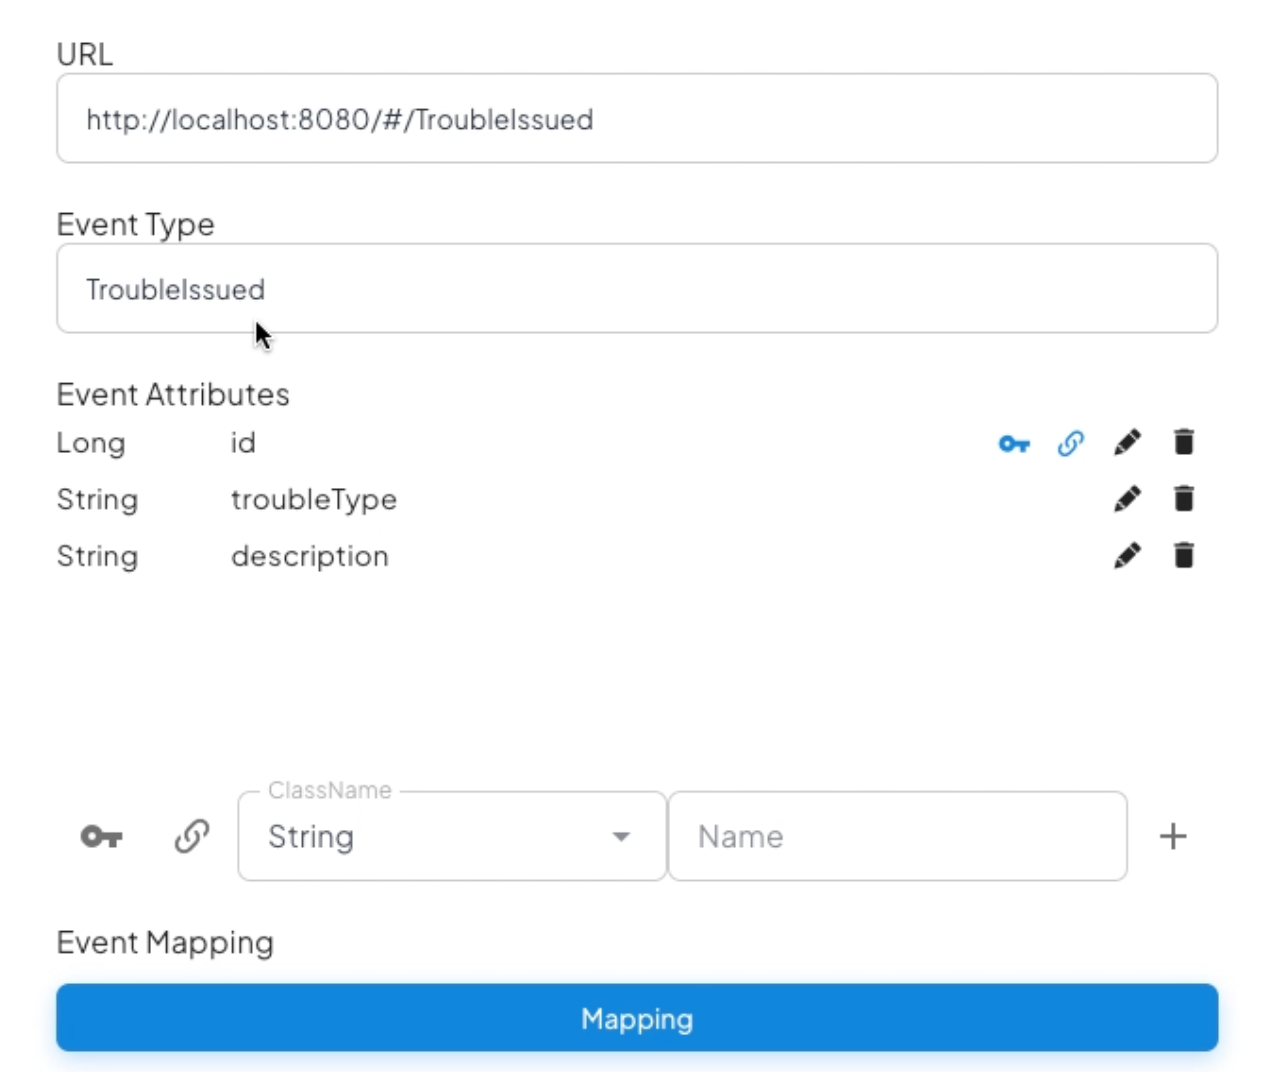 URL
http://localhost:8080/#/TroubleIssued
Event Type
TroubleIssued
Event Attributes
Long id
String troubleType
String description
ClassName
String Name
Event Mapping
Mapping